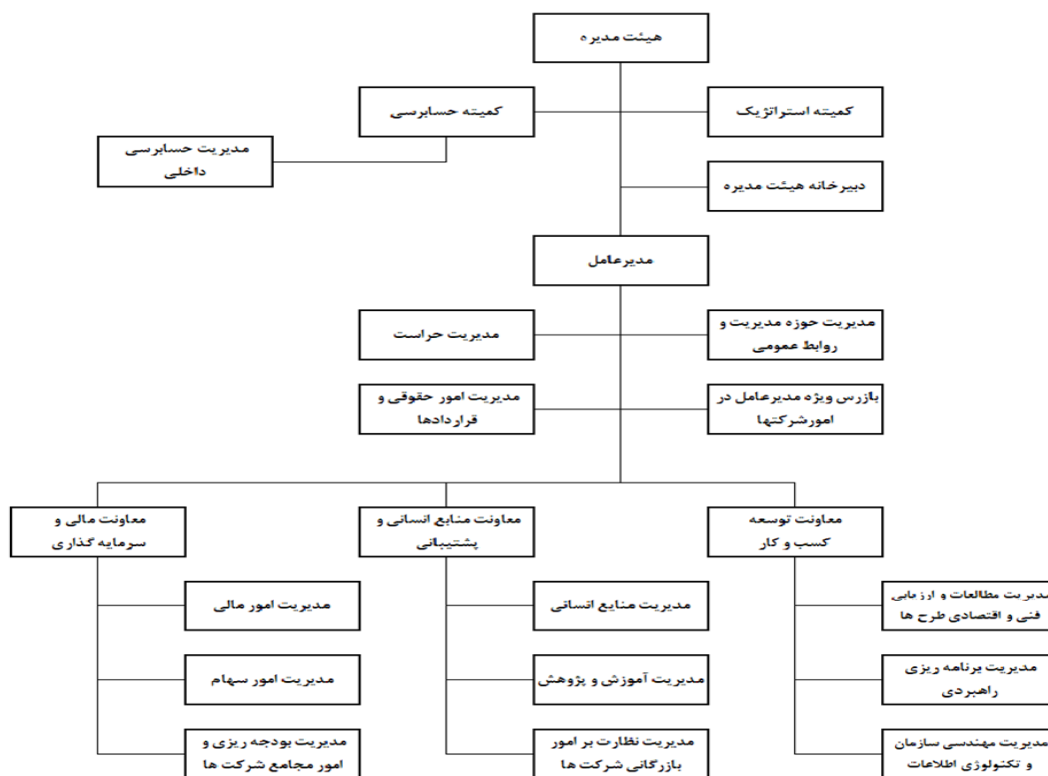 هیئت مدیره
کمیته استراتژیک
کمیته حسابرسی
مدیریت حسابرسی
داخلی
دبیرخانه هیئت مدیره
مدیرعامل
مدیریت حوزه مدیریت و
روابط عمومی
مدیریت حراست
بازرس ویژه مدیرعامل در
امورشرکتها
مدیریت امور حقوقی و
قراردادها
معاونت توسعه
کسب و کار
معاونت منابع انسانی و
پشتیبانی
معاونت مالی و
سرمایه گذاری
مدیریت مطالعات و ارزیابی
فنی و اقتصادی طرح ها
مدیریت منابع انسانی
مدیریت امور مالی
مدیریت برنامه ریزی
راهبردی
مدیریت آموزش و پژوهش
مدیریت امور سهام
مدیریت مهندسی سازمان
و تکنولوژی اطلاعات
مدیریت نظارت بر امور
بازرگانی شرکت ها
مدیریت بودجه ریزی و
امور مجامع شرکت ها